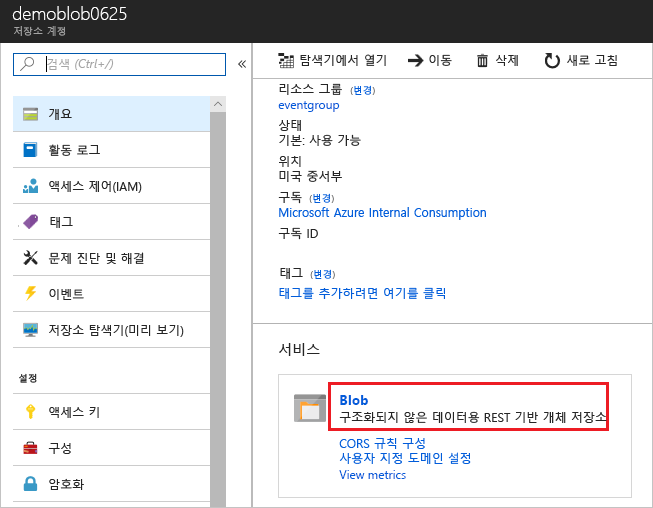 demoblob0625
저장소 계정
검색 (Ctrl+/)
«
개요
활동 로그
액세스 제어(IAM)
태그
문제 진단 및 해결
이벤트
저장소 탐색기(미리 보기)
설정
액세스 키
구성
암호화
탐색기에서 열기 이동 삭제 새로 고침
리소스 그룹 (변경)
eventgroup
상태
기본: 사용 가능
위치
미국 중서부
구독 (변경)
Microsoft Azure Internal Consumption
구독 ID
태그 (변경)
태그를 추가하려면 여기를 클릭
서비스
Blob
구조화되지 않은 데이터용 REST 기반 개체 저장소
CORS 규칙 구성
사용자 지정 도메인 설정
View metrics